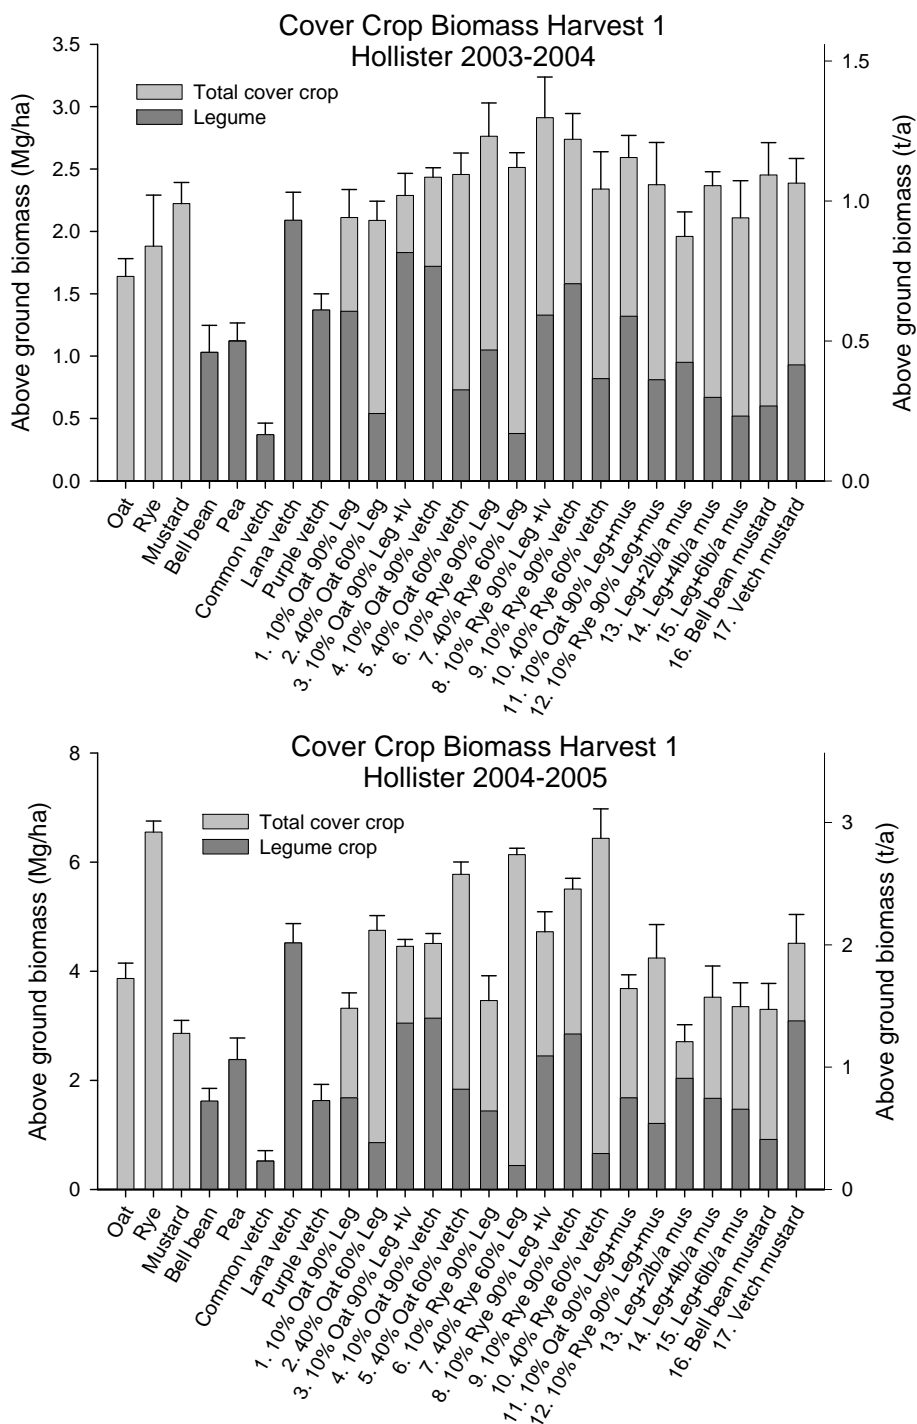 Cover Crop Biomass Harvest 1
Hollister 2003-2004
Total cover crop
Legume
Above ground biomass (Mg/ha)
3.5
3.0
2.5
2.0
1.5
1.0
0.5
0.0
Above ground biomass (t/a)
1.5
1.0
0.5
0.0
Oat
Rye
Mustard
Bell bean
Pea
Common vetch
Lana vetch
Purple vetch
1. 10% Oat 90% Leg
2. 40% Oat 60% Leg
3. 10% Oat 90% Leg +lv
4. 10% Oat 90% vetch
5. 40% Oat 60% vetch
6. 10% Rye 90% Leg
7. 40% Rye 60% Leg
8. 10% Rye 90% Leg +lv
9. 10% Rye 90% vetch
10. 40% Rye 60% vetch
11. 10% Oat 90% Leg+mus
12. 10% Rye 90% Leg+mus
13. Leg+2lb/a mus
14. Leg+4lb/a mus
15. Leg+6lb/a mus
16. Bell bean mustard
17. Vetch mustard
Cover Crop Biomass Harvest 1
Hollister 2004-2005
Total cover crop
Legume crop
Above ground biomass (Mg/ha)
8
6
4
2
0
Above ground biomass (t/a)
3
2
1
0
Oat
Rye
Mustard
Bell bean
Pea
Common vetch
Lana vetch
Purple vetch
1. 10% Oat 90% Leg
2. 40% Oat 60% Leg
3. 10% Oat 90% Leg +lv
4. 10% Oat 90% vetch
5. 40% Oat 60% vetch
6. 10% Rye 90% Leg
7. 40% Rye 60% Leg
8. 10% Rye 90% Leg +lv
9. 10% Rye 90% vetch
10. 40% Rye 60% vetch
11. 10% Oat 90% Leg+mus
12. 10% Rye 90% Leg+mus
13. Leg+2lb/a mus
14. Leg+4lb/a mus
15. Leg+6lb/a mus
16. Bell bean mustard
17. Vetch mustard